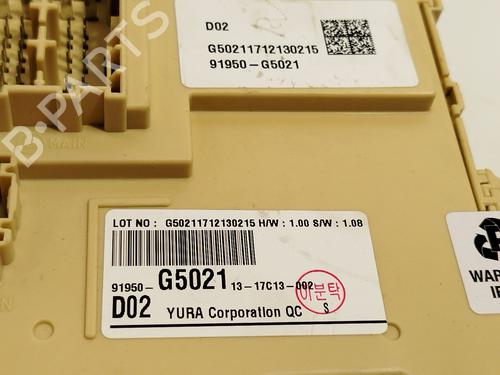 D02
G50211712130215
91950-G5021
B-PARTS
MAIN
LOT NO : G50211712130215 H/W : 1.00 S/W : 1.08
91950-G5021 13-17C13-002
D02 YURA Corporation QC
S
WAR